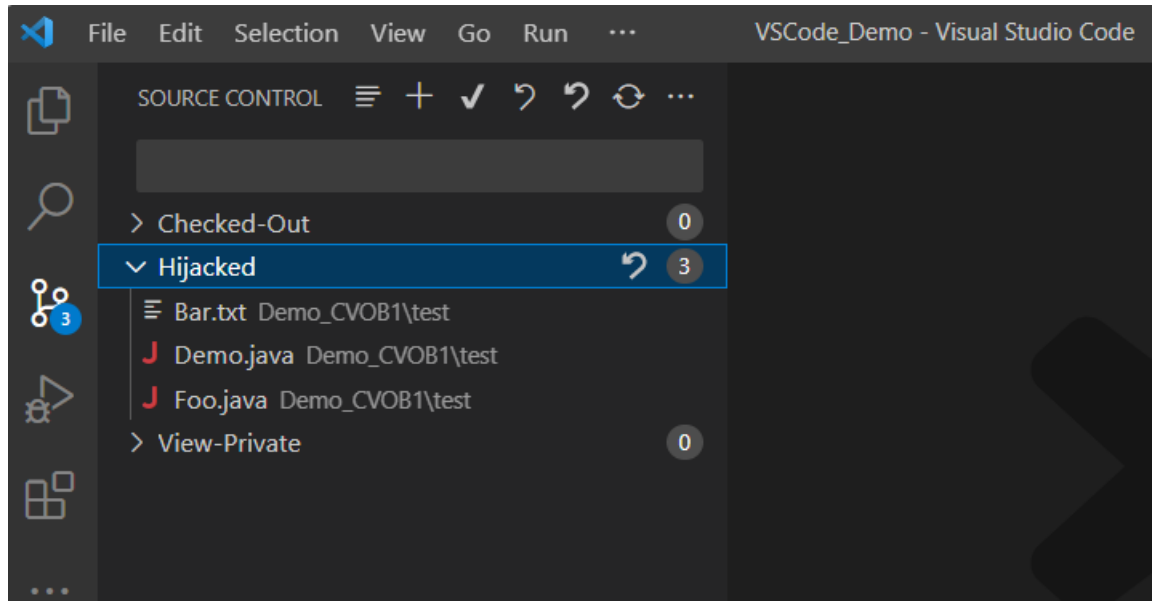 File Edit Selection View Go Run ... VSCode_Demo - Visual Studio Code
SOURCE CONTROL
Checked-Out 0
Hijacked 3
Bar.txt Demo_CVOB1\test
3
Demo.java Demo_CVOB1\test
Foo.java Demo_CVOB1\test
View-Private 0